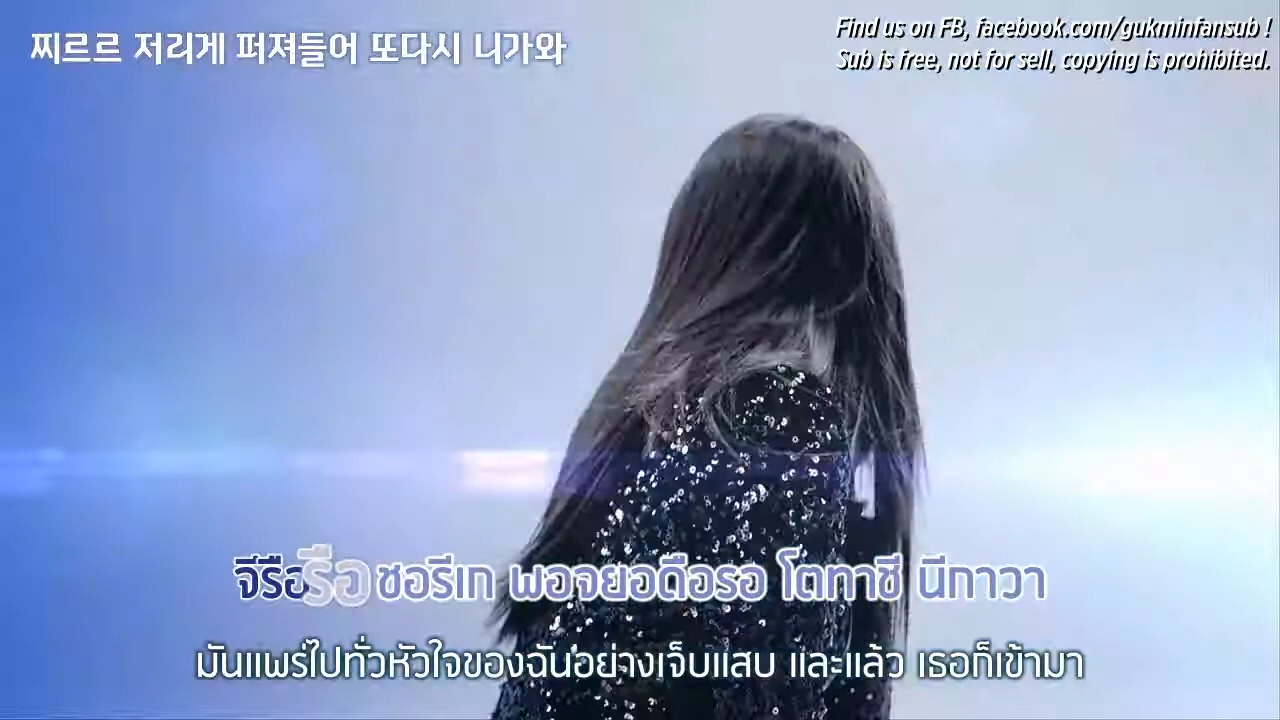 찌르르 저리게 퍼져들어 또다시 니가와
Find us on FB, facebook.com/gukminfansub !
Sub is free, not for sell, copying is prohibited.
จีรือรือ ชอรีเก พอจยอดือรอ โตทาชี นีกาวา
มันแพร่ไปทั่วหัวใจของฉันอย่างเจ็บแสบ และแล้ว เธอก็เข้ามา